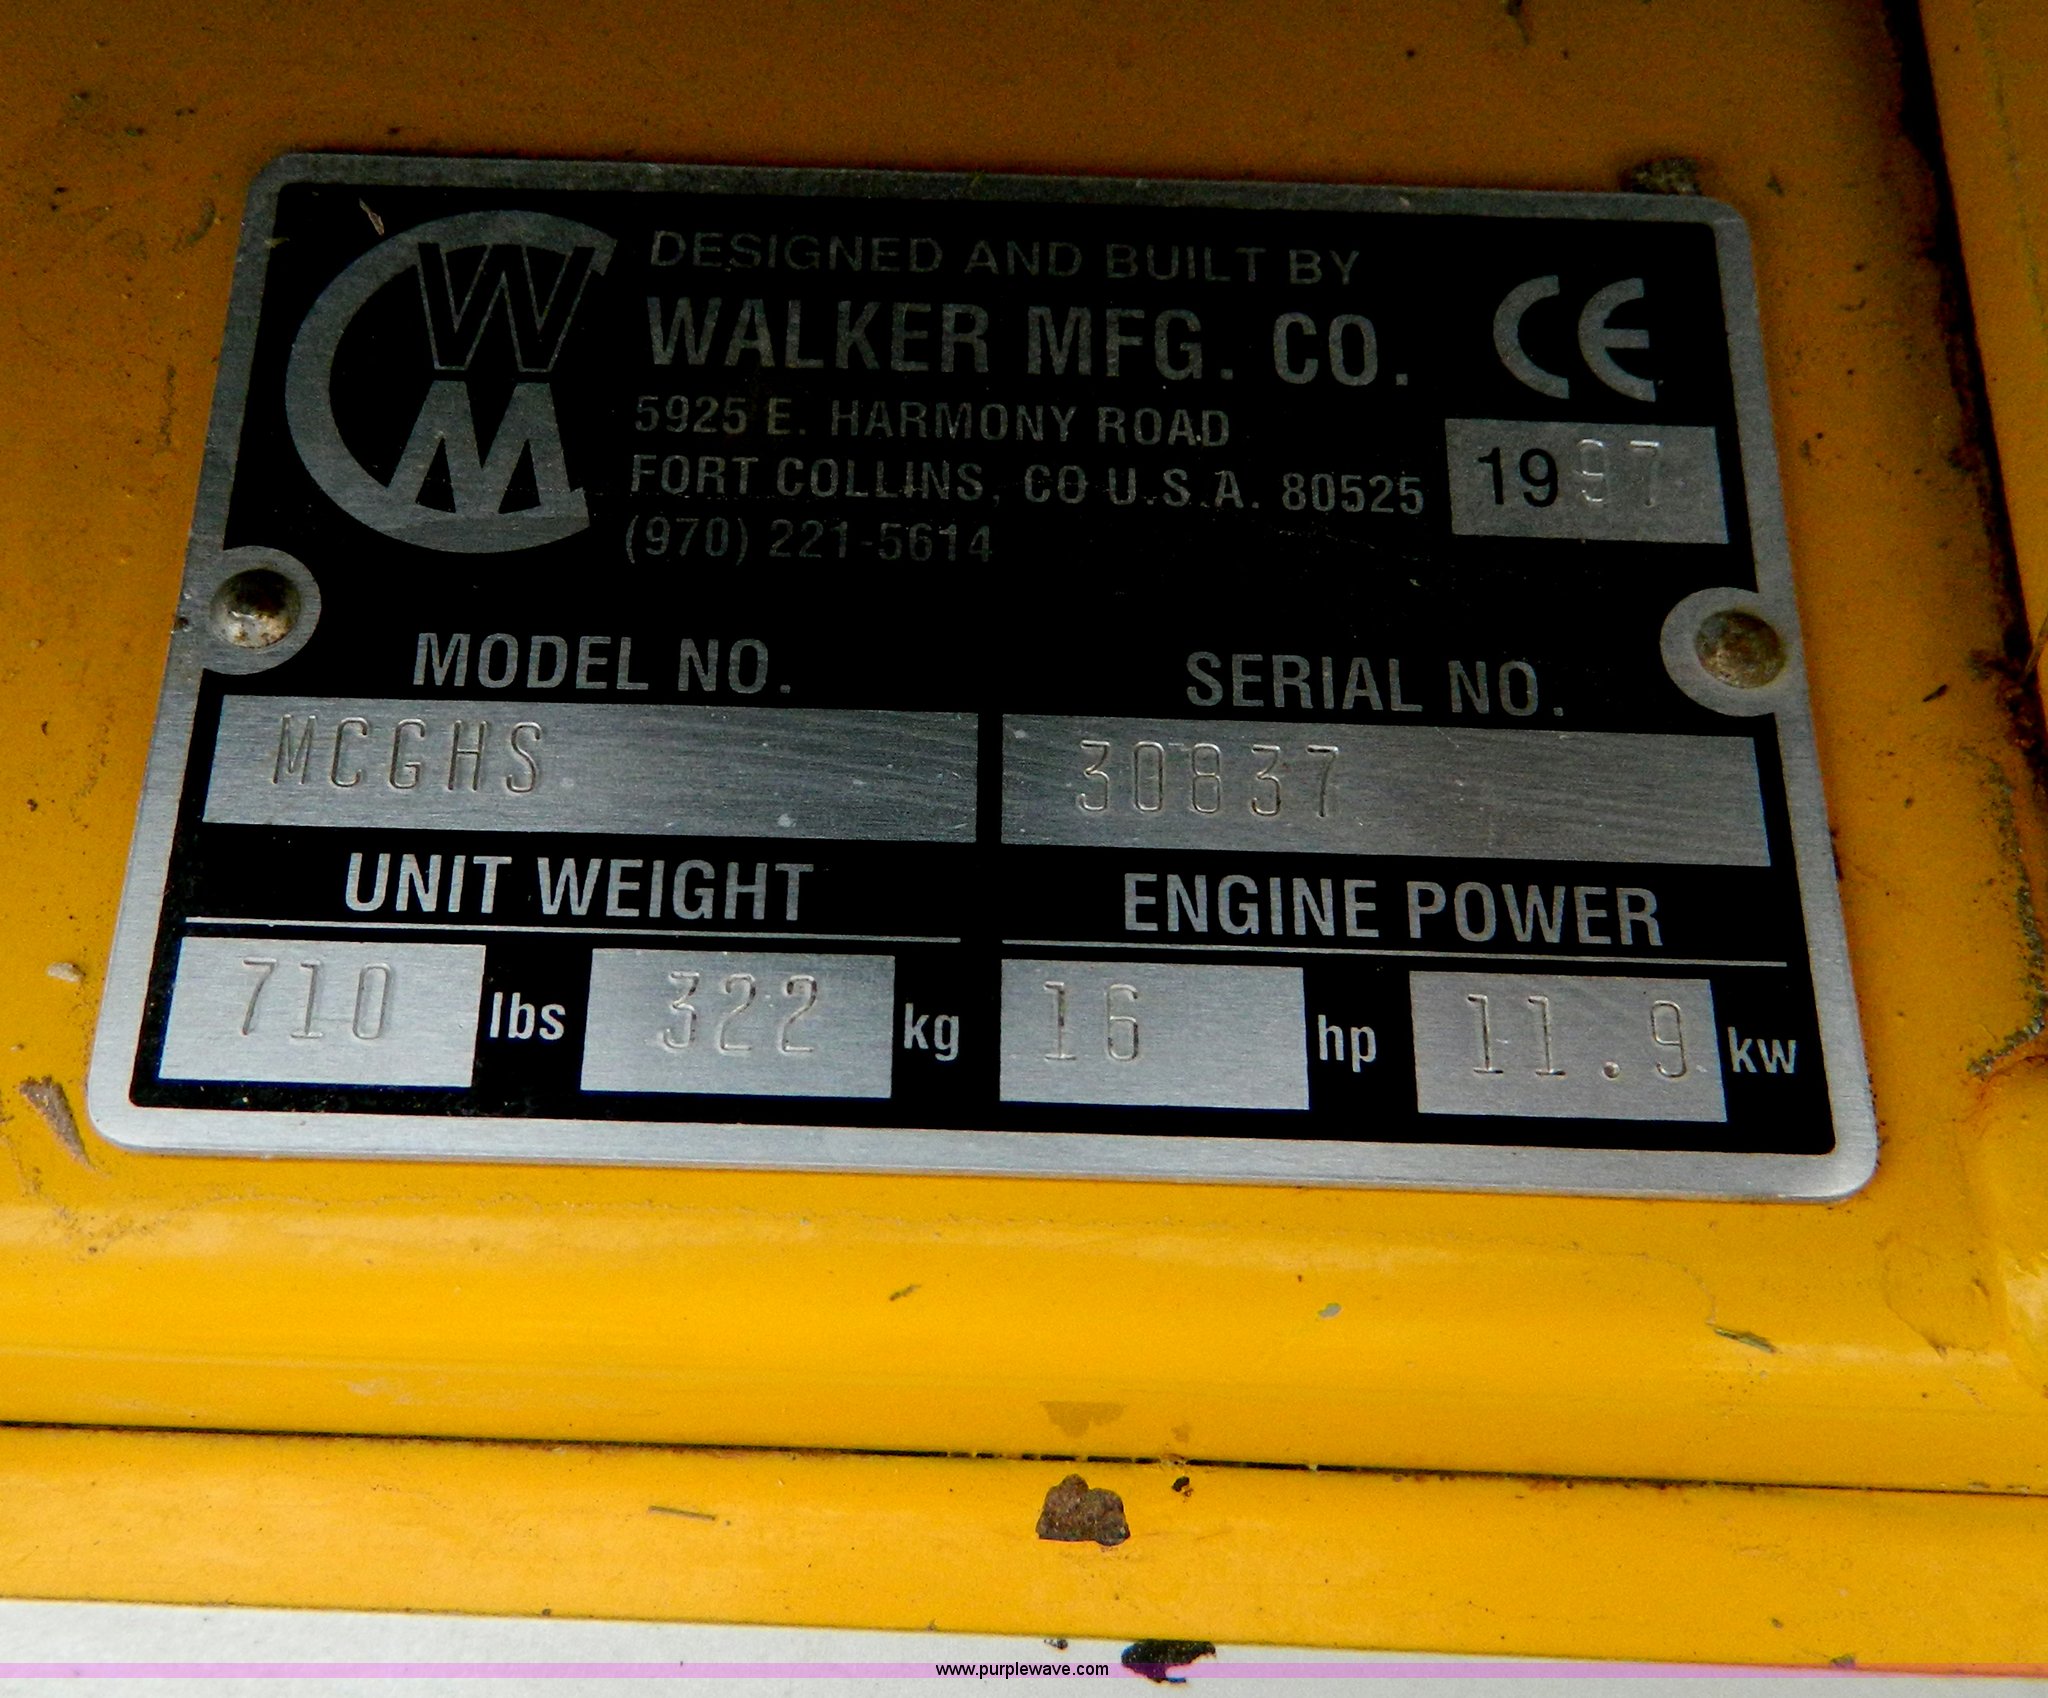 WM
DESIGNED AND BUILT BY
WALKER MFG. CO.
5925 E. HARMONY ROAD
FORT COLLINS, CO U.S.A. 80525
(970) 221-5614
CE
1997
MODEL NO. SERIAL NO.
MCGHS 30837
UNIT WEIGHT ENGINE POWER
710 lbs 322 kg 16 hp 11.9 kw
www.purplewave.com